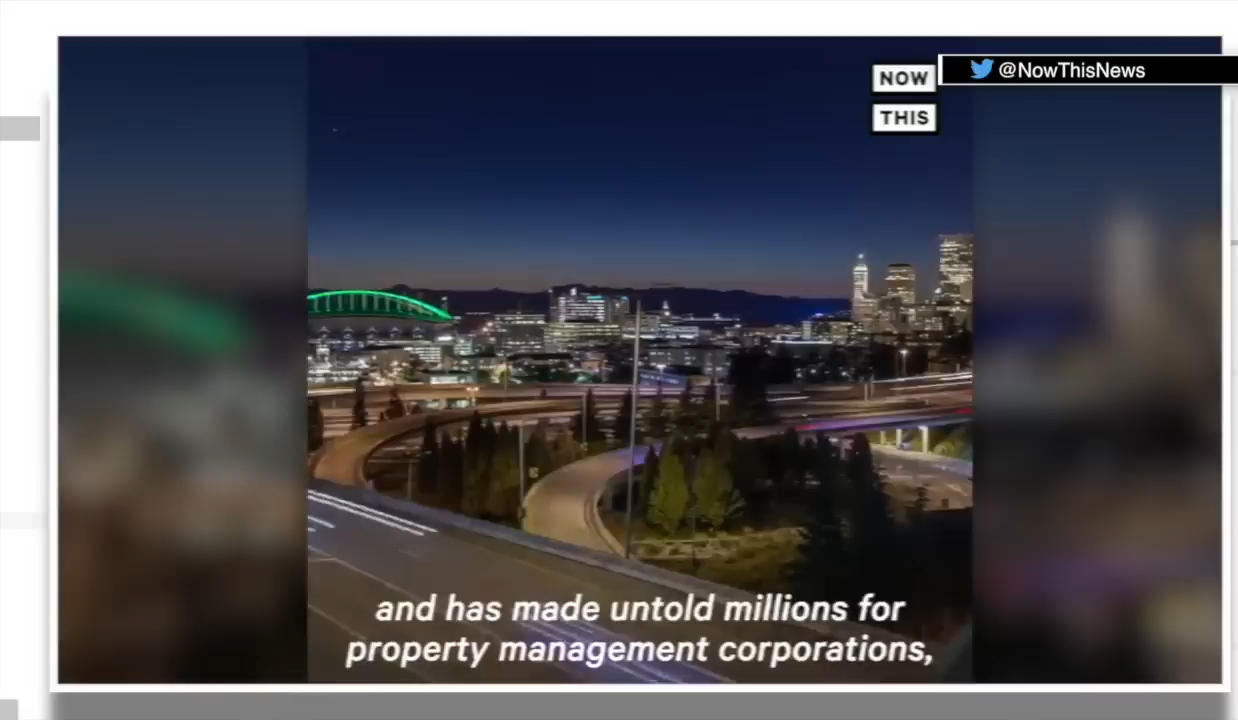 NOW
THIS
@NowThisNews
and has made untold millions for
property management corporations,